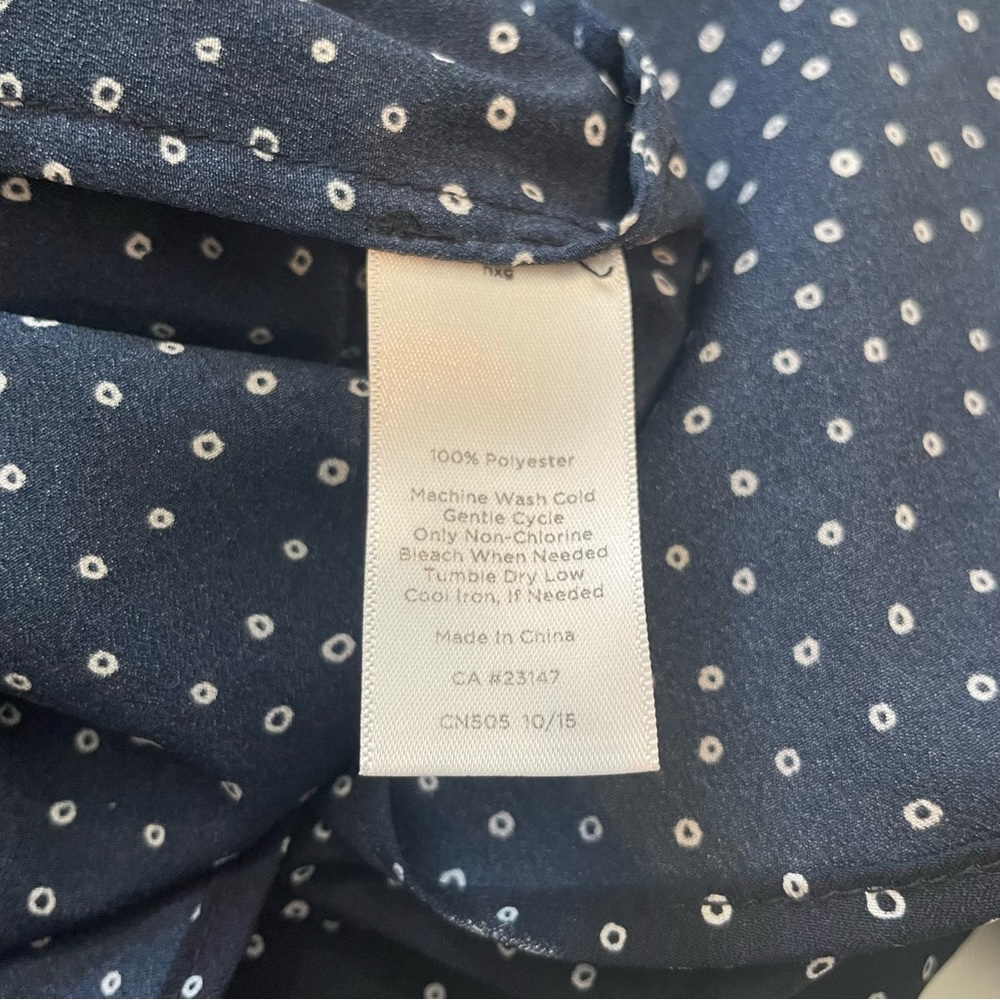 100% Polyester
Machine Wash Cold
Gentle Cycle
Only Non-Chlorine
Bleach When Needed
Tumble Dry Low
Cool Iron, If Needed
Made In China
CA #23147
CN505 10/15